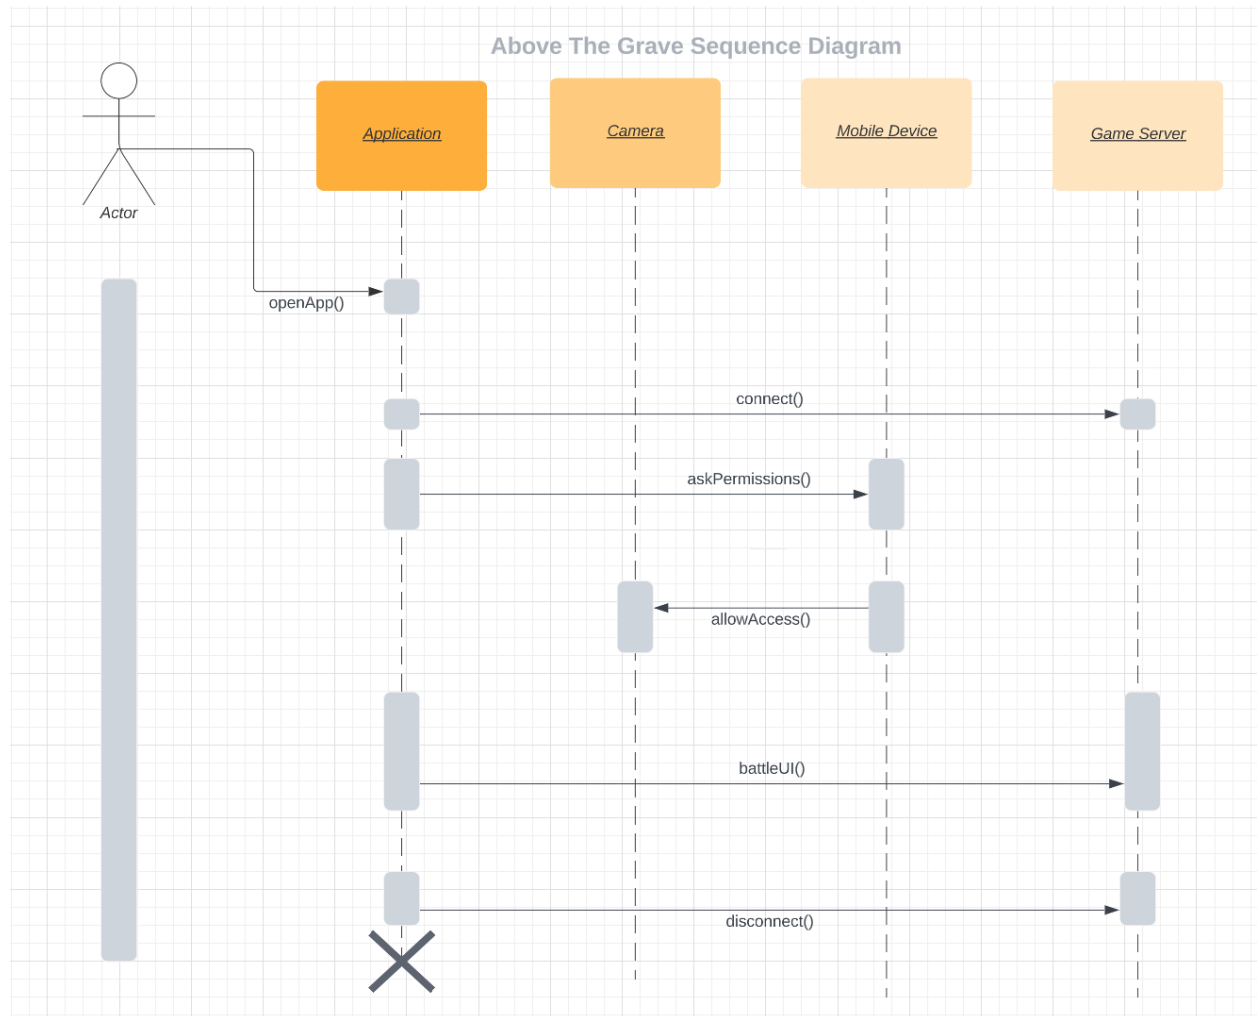 Above The Grave Sequence Diagram
Application
Camera
Mobile Device
Game Server
Actor
openApp()
connect()
askPermissions()
allowAccess()
battleUI()
disconnect()